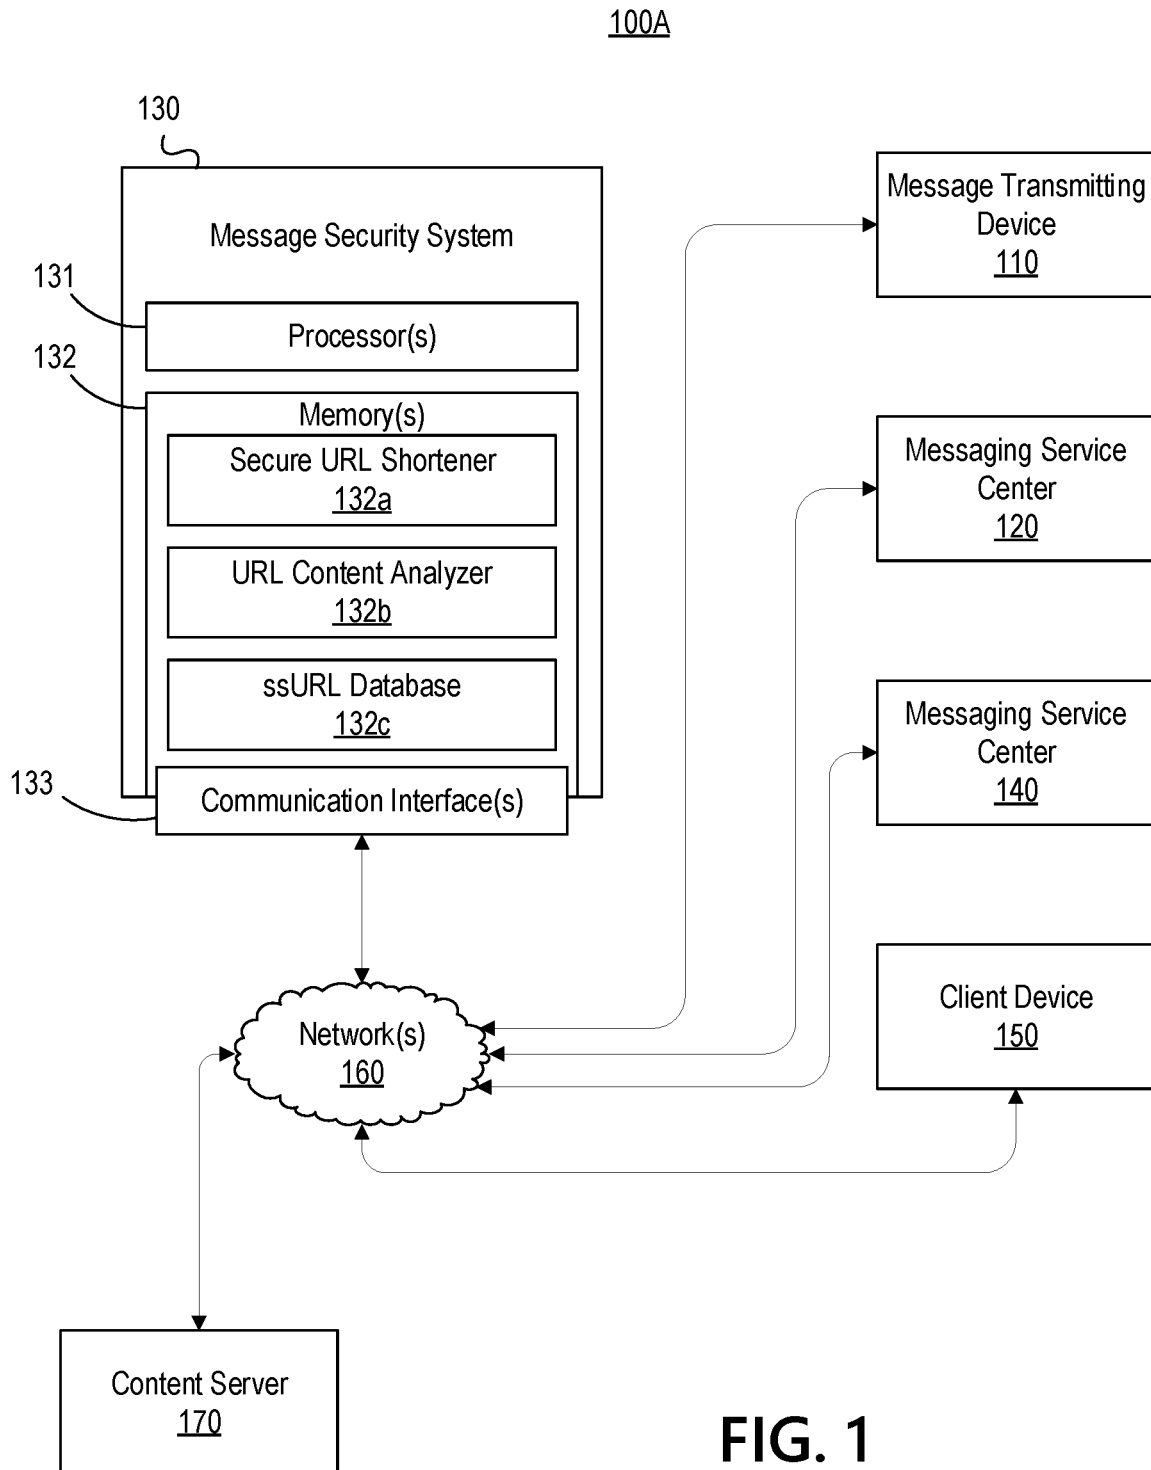 100A
130
Message Security System
131
Processor(s)
132
Memory(s)
Secure URL Shortener
132a
URL Content Analyzer
132b
ssURL Database
132c
133
Communication Interface(s)
Message Transmitting
Device
110
Messaging Service
Center
120
Messaging Service
Center
140
Client Device
150
Network(s)
160
Content Server
170
FIG. 1